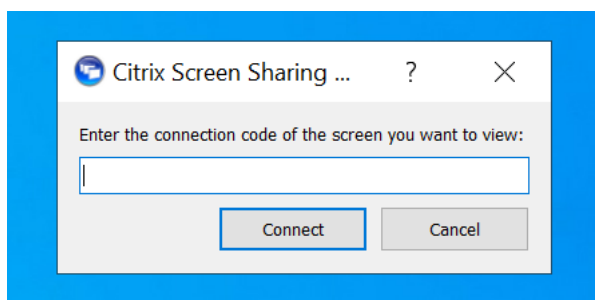 Citrix Screen Sharing ... ?
Enter the connection code of the screen you want to view:
Connect Cancel